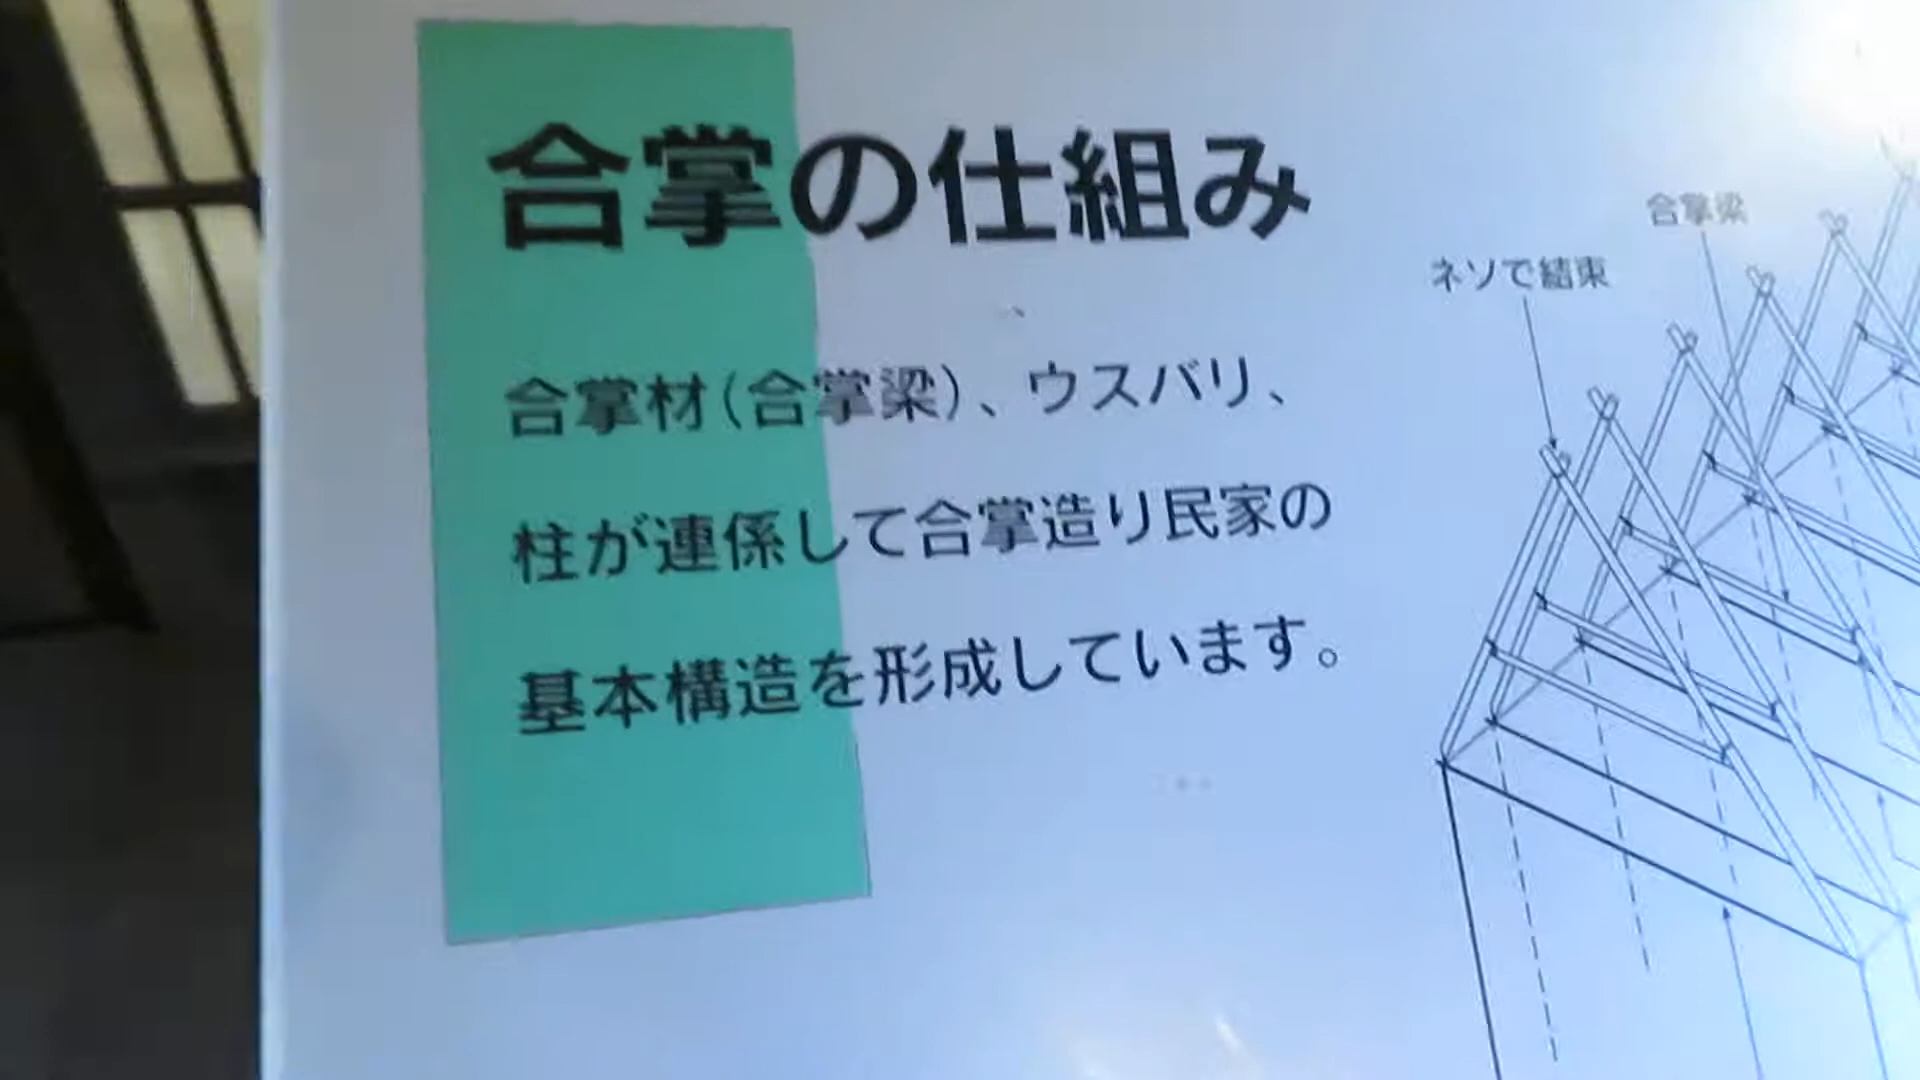 合掌の仕組み
合掌材(合掌梁)、ウスバリ、
柱が連係して合掌造り民家の
基本構造を形成しています。
合掌梁
ネソで結束